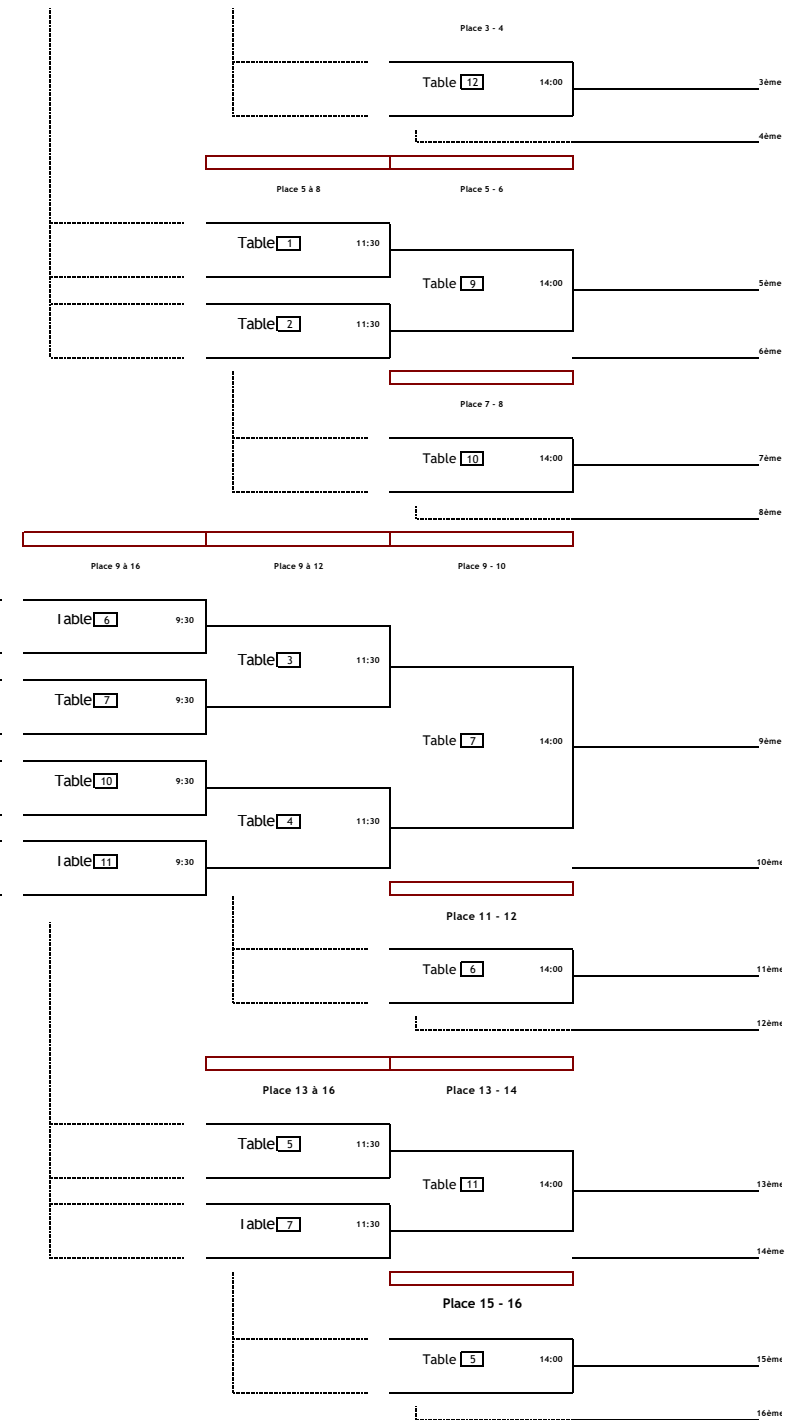 Place 3 - 4
Table 12 14:00 3ème
4ème
Place 5 à 8 Place 5 - 6
Table 1 11:30
Table 9 14:00 5ème
Table 2 11:30
6ème
Place 7 - 8
Table 10 14:00 7ème
8ème
Place 9 à 16 Place 9 à 12 Place 9 - 10
Table 6 9:30
Table 3 11:30
Table 7 9:30
Table 7 14:00 9ème
Table 10 9:30
Table 4 11:30
Table 11 9:30 10ème
Place 11 - 12
Table 6 14:00 11ème
12ème
Place 13 à 16 Place 13 - 14
Table 5 11:30
Table 11 14:00 13ème
Table 7 11:30
14ème
Place 15 - 16
Table 5 14:00 15ème
16ème